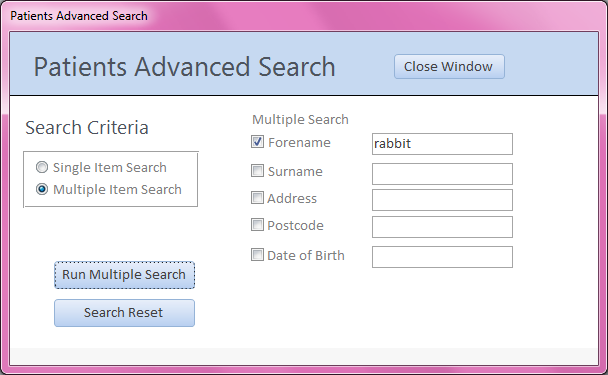 Patients Advanced Search
Patients Advanced Search
Close Window
Search Criteria
Single Item Search
Multiple Item Search
Run Multiple Search
Search Reset
Multiple Search
Forename rabbit
Surname
Address
Postcode
Date of Birth